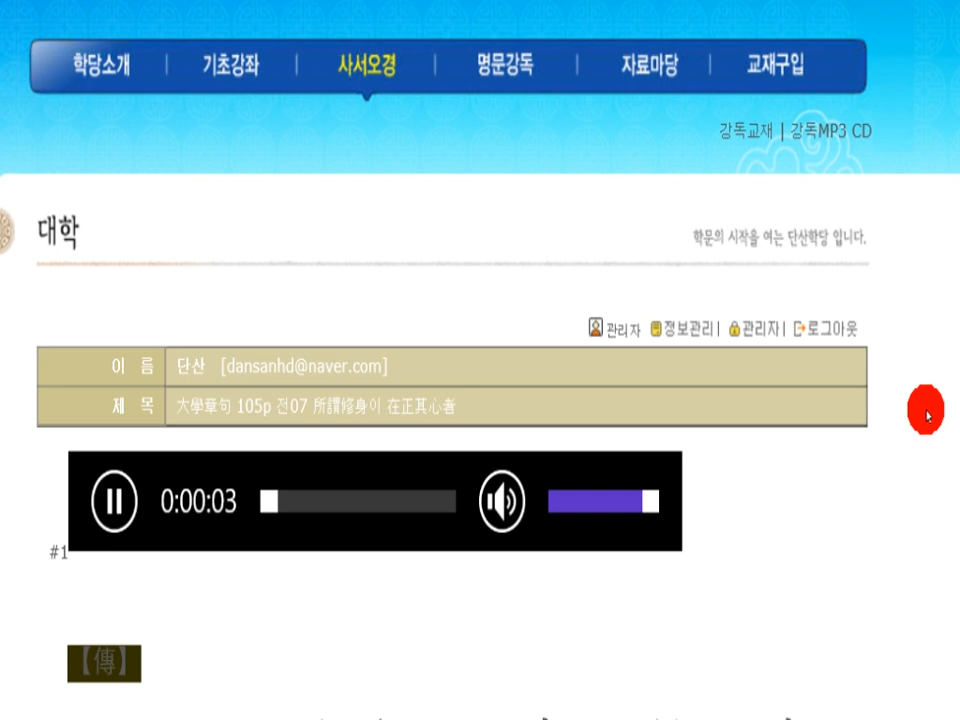 학당소개 | 기초강좌 | 사서오경 | 명문강독 | 자료마당 | 교재구입
강독교재 | 강독MP3 CD
대학
학문의 시작을 여는 단산학당 입니다.
관리자 정보관리| 관리자| 로그아웃
이 름 단산 [dansanhd@naver.com]
제 목 大學章句 105p 전07 所謂修身이 在正其心者
0:00:03
#1
【傳】